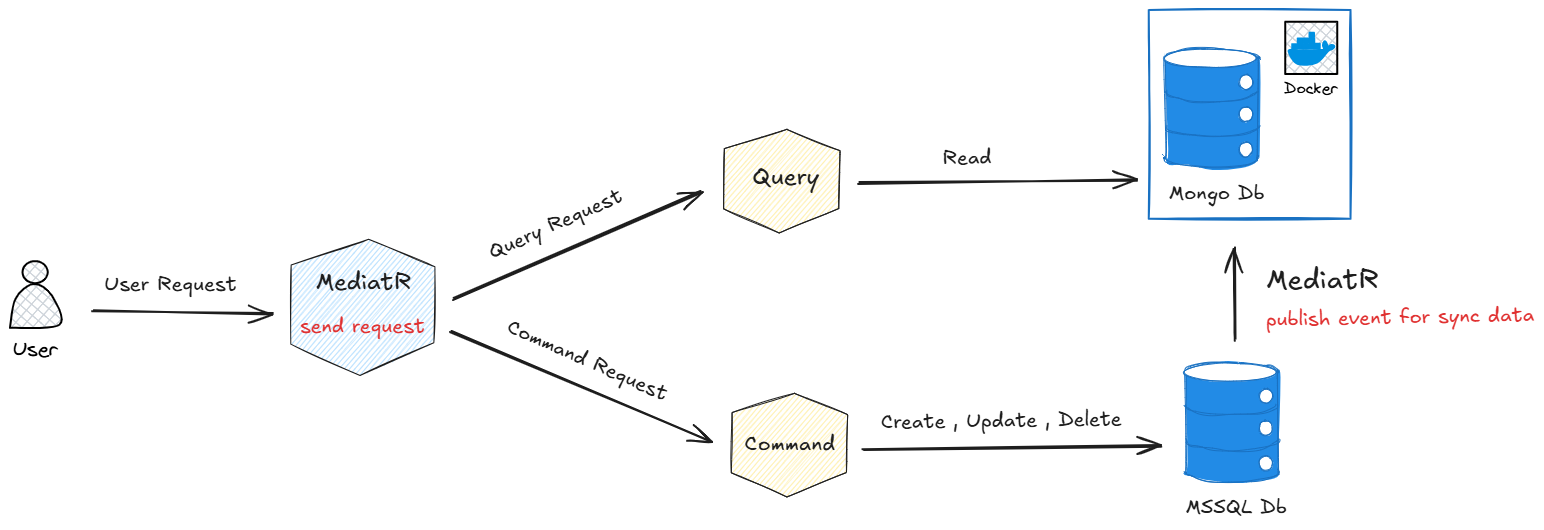 User
User Request
MediatR
send request
Query Request
Command Request
Query
Read
Docker
Mongo Db
Command
Create , Update , Delete
MediatR
publish event for sync data
MSSQL Db